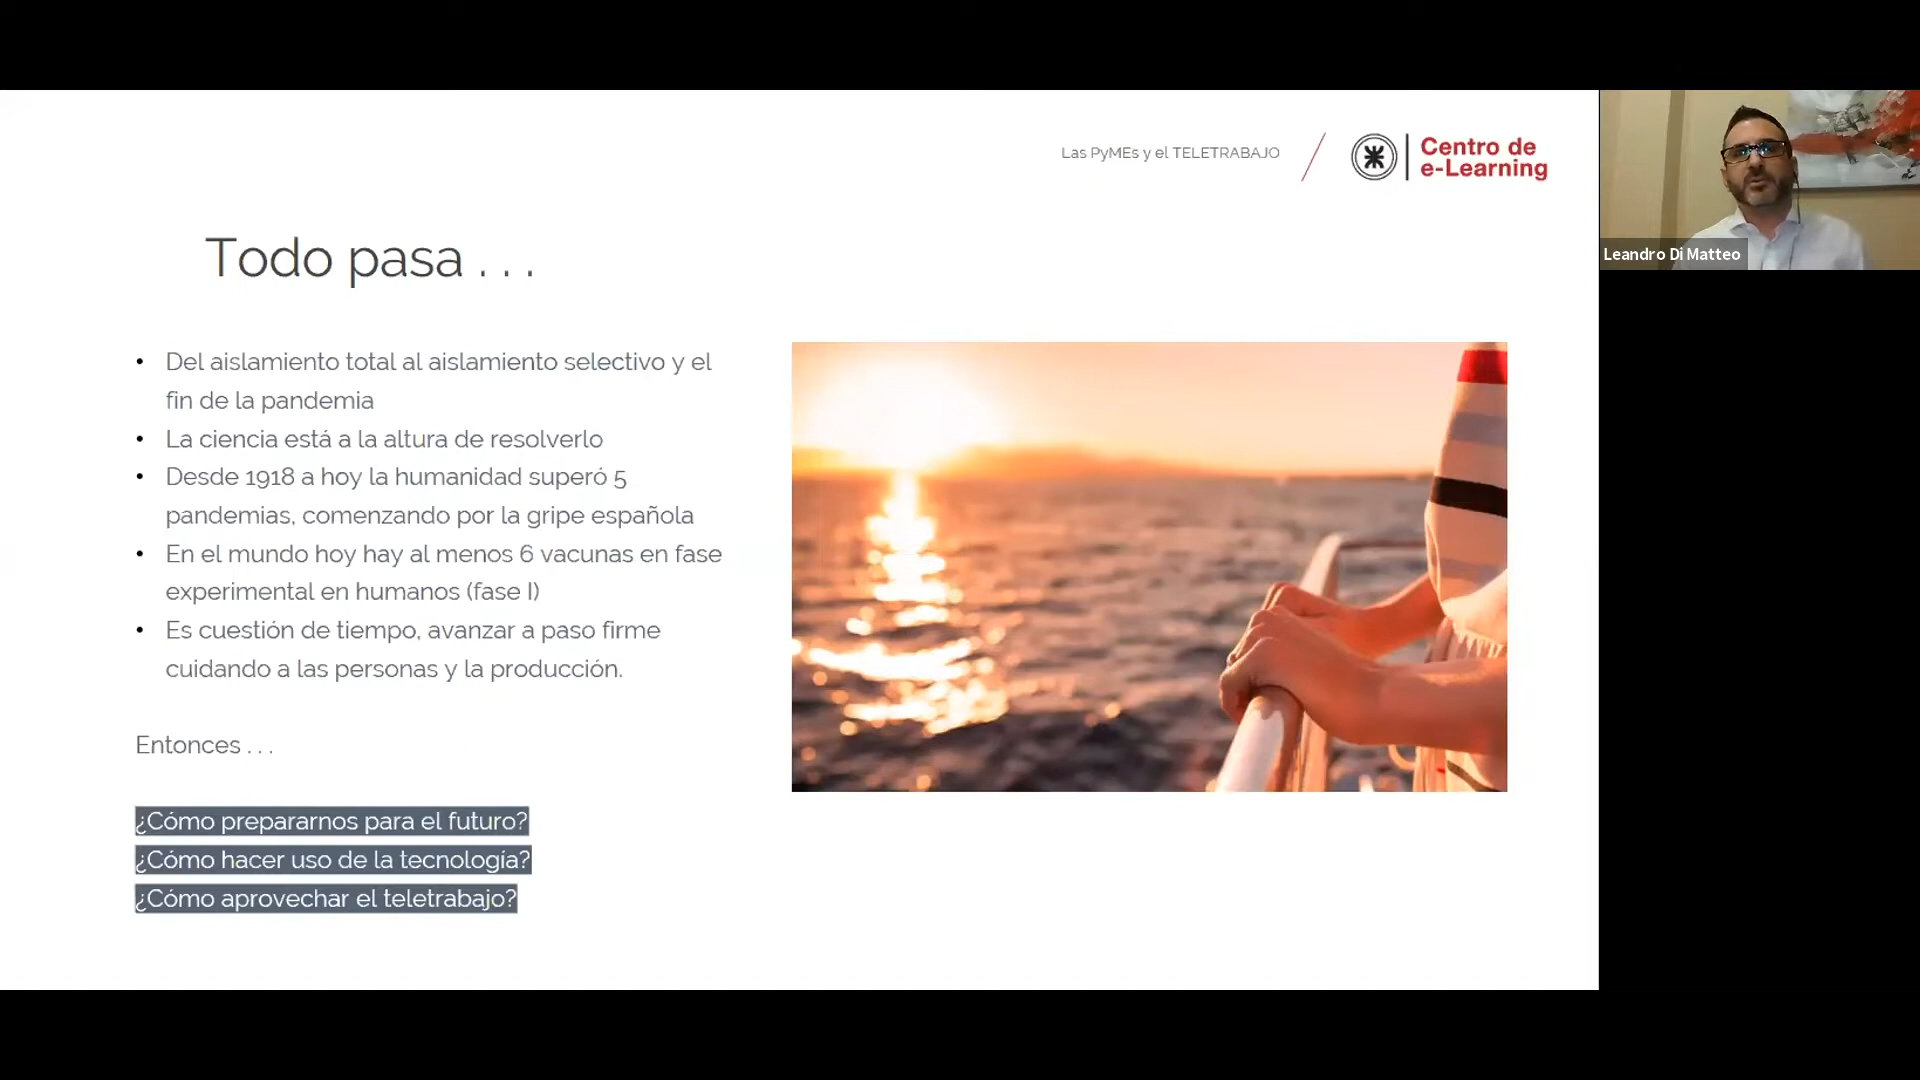 Las PyMEs y el TELETRABAJO
Centro de
e-Learning
Leandro Di Matteo
Todo pasa . . .
• Del aislamiento total al aislamiento selectivo y el
fin de la pandemia
• La ciencia está a la altura de resolverlo
• Desde 1918 a hoy la humanidad superó 5
pandemias, comenzando por la gripe española
• En el mundo hoy hay al menos 6 vacunas en fase
experimental en humanos (fase I)
• Es cuestión de tiempo, avanzar a paso firme
cuidando a las personas y la producción.
Entonces . . .
¿Cómo prepararnos para el futuro?
¿Cómo hacer uso de la tecnología?
¿Cómo aprovechar el teletrabajo?